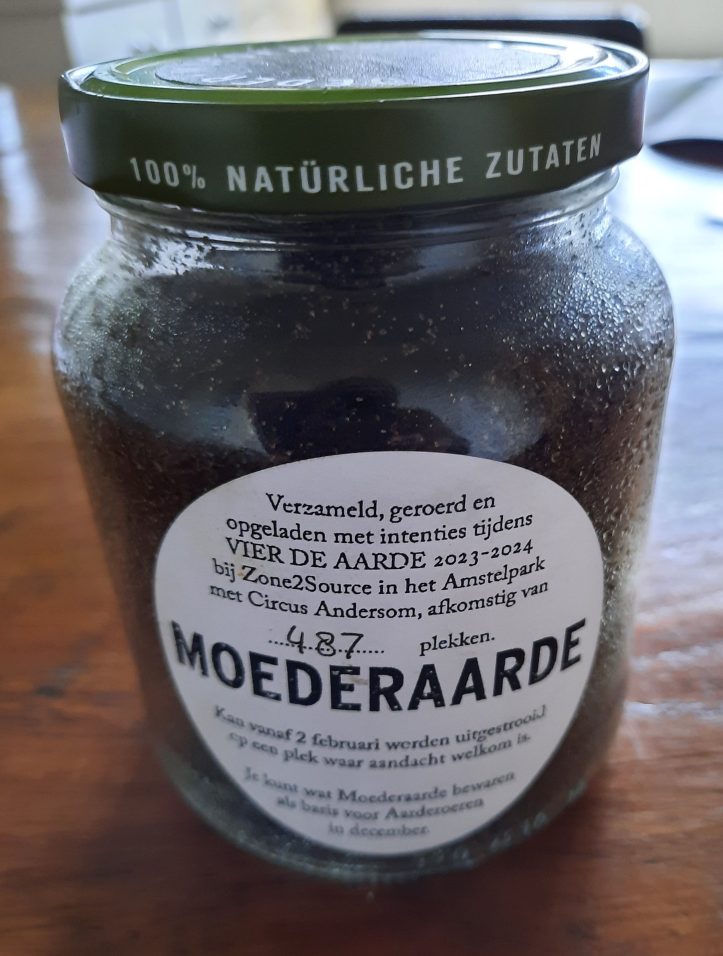 100% NATÜRLICHE ZUTATEN
Verzameld, geroerd en
opgeladen met intenties tijdens
VIER DE AARDE 2023-2024
bij Zone2Source in het Amstelpark
met Circus Andersom, afkomstig van
......487...... plekken.
MOEDERAARDE
Kan vanaf 2 februari worden uitgestrooid
op een plek waar aandacht welkom is.
Je kunt wat Moederaarde bewaren
als basis voor Aarderoeren
in december.